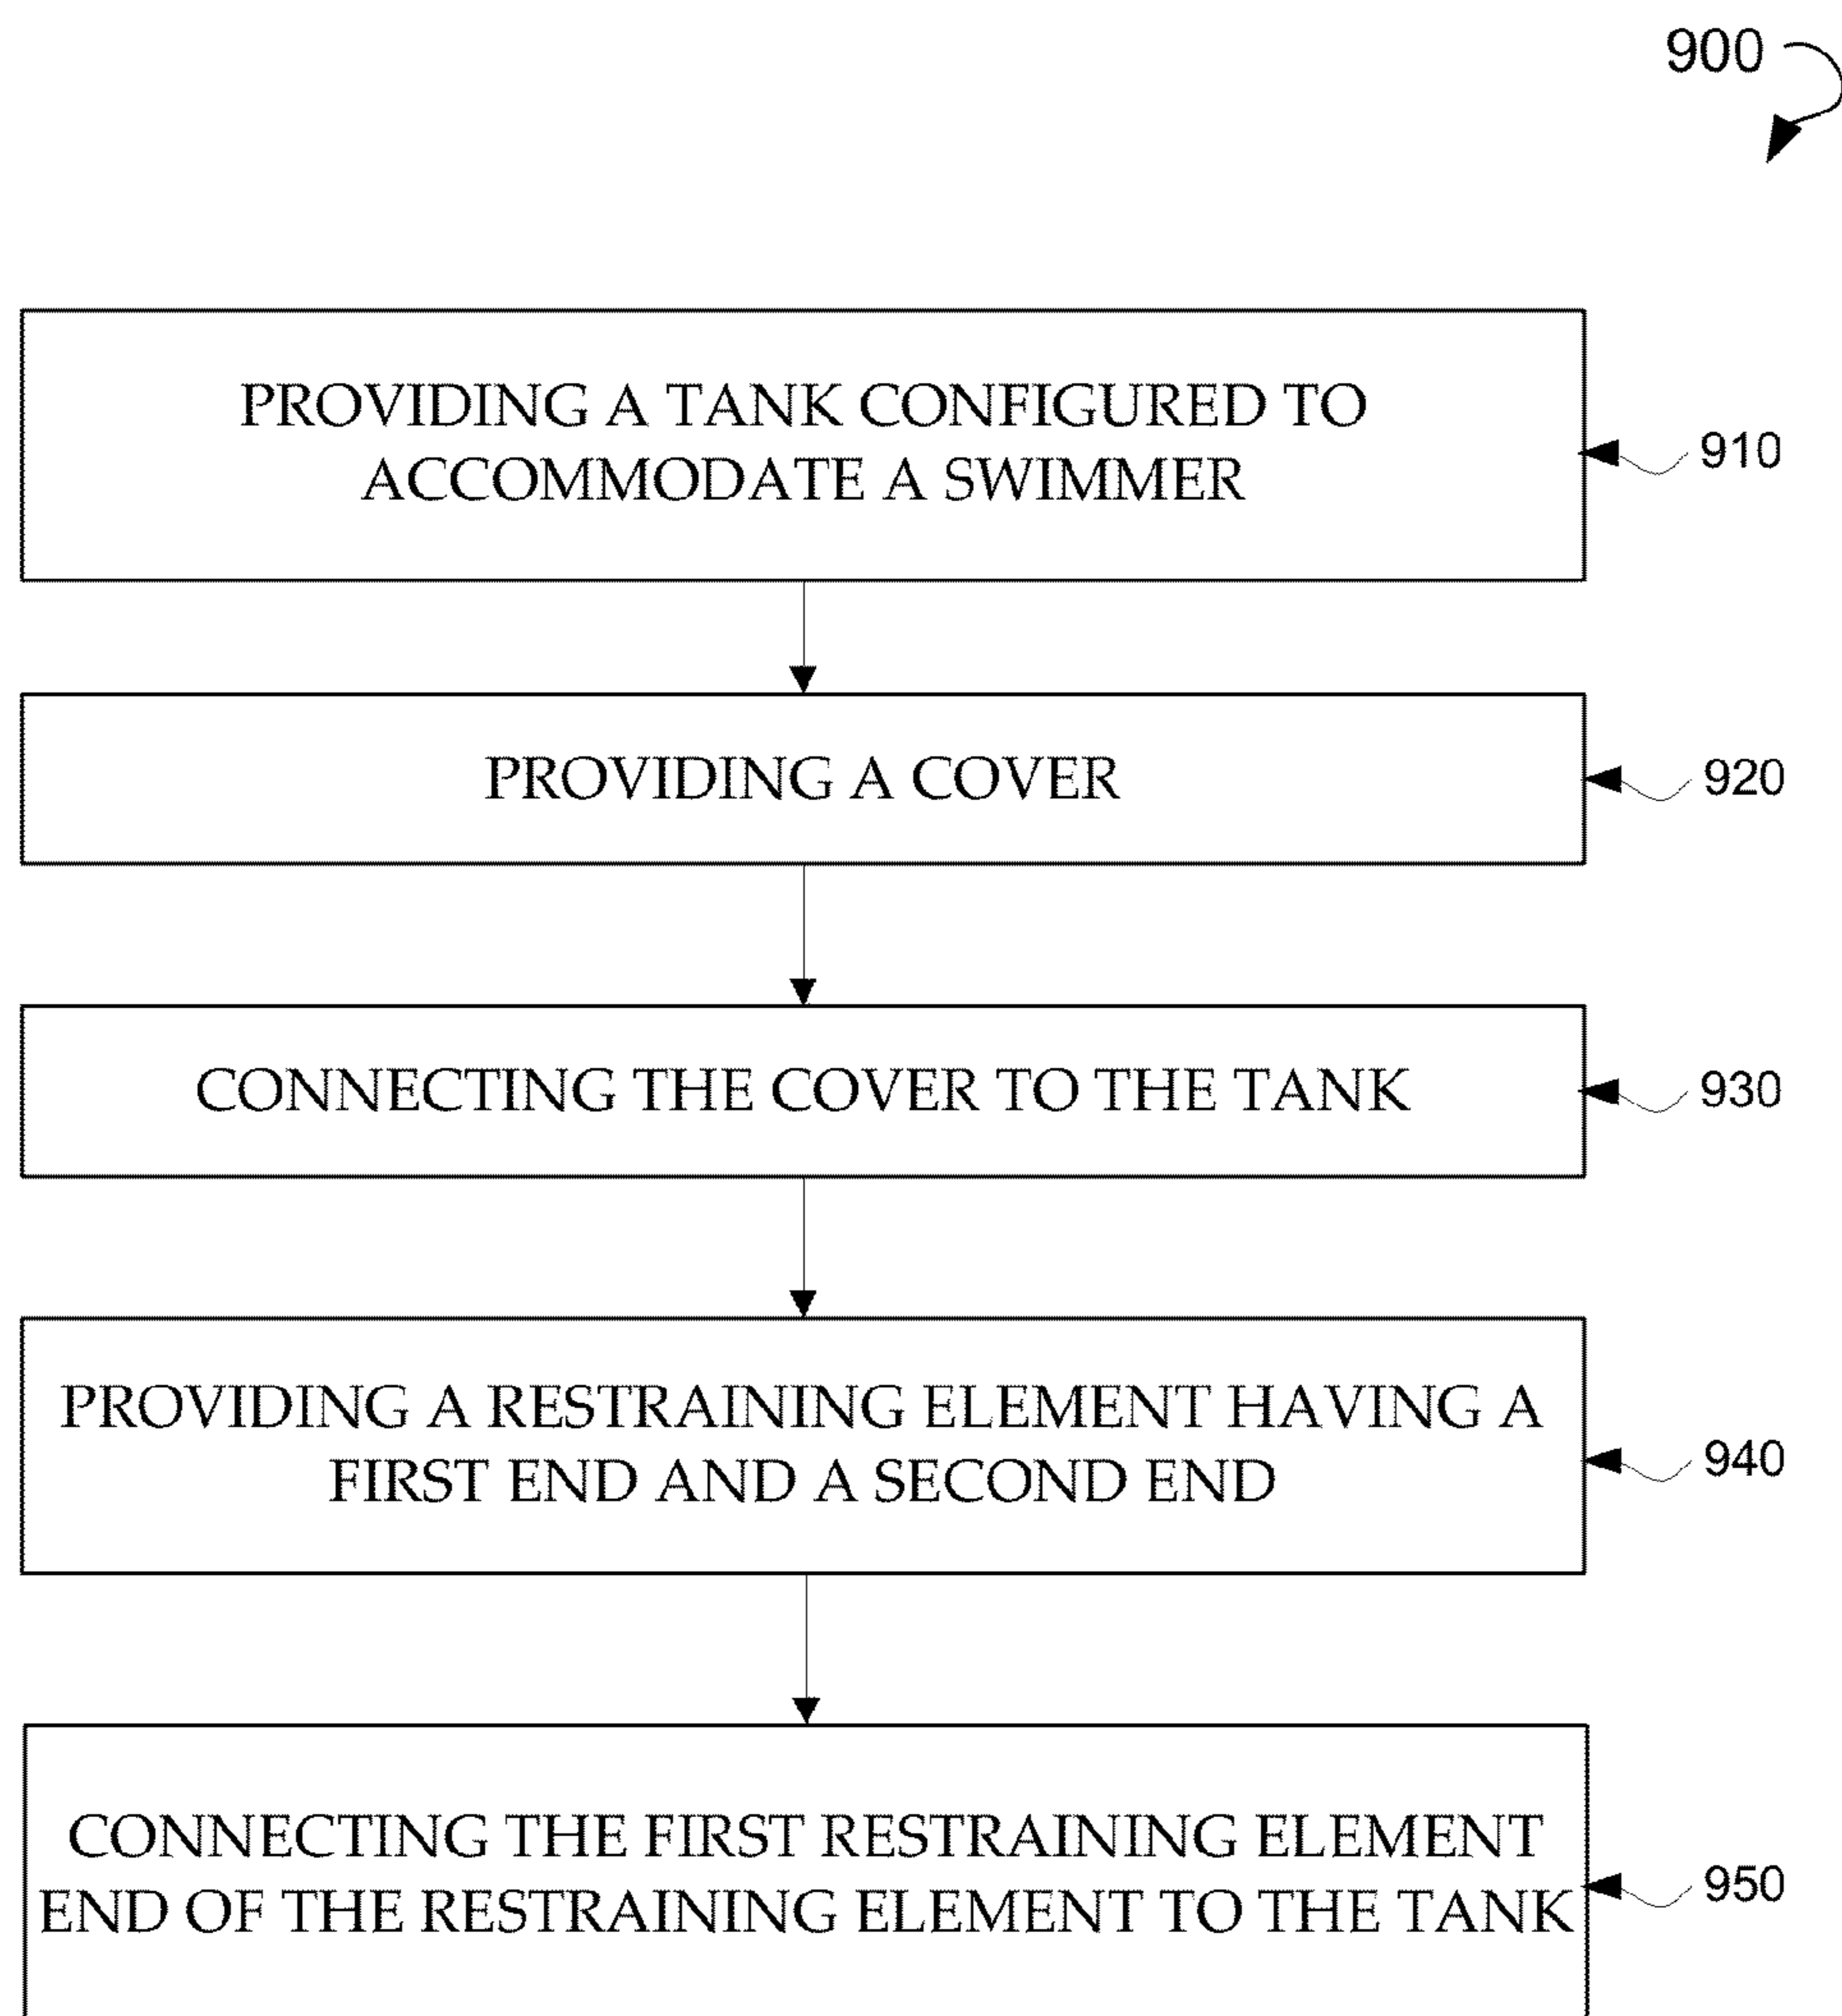 900
PROVIDING A TANK CONFIGURED TO
ACCOMMODATE A SWIMMER
910
PROVIDING A COVER
920
CONNECTING THE COVER TO THE TANK
930
PROVIDING A RESTRAINING ELEMENT HAVING A
FIRST END AND A SECOND END
940
CONNECTING THE FIRST RESTRAINING ELEMENT
END OF THE RESTRAINING ELEMENT TO THE TANK
950